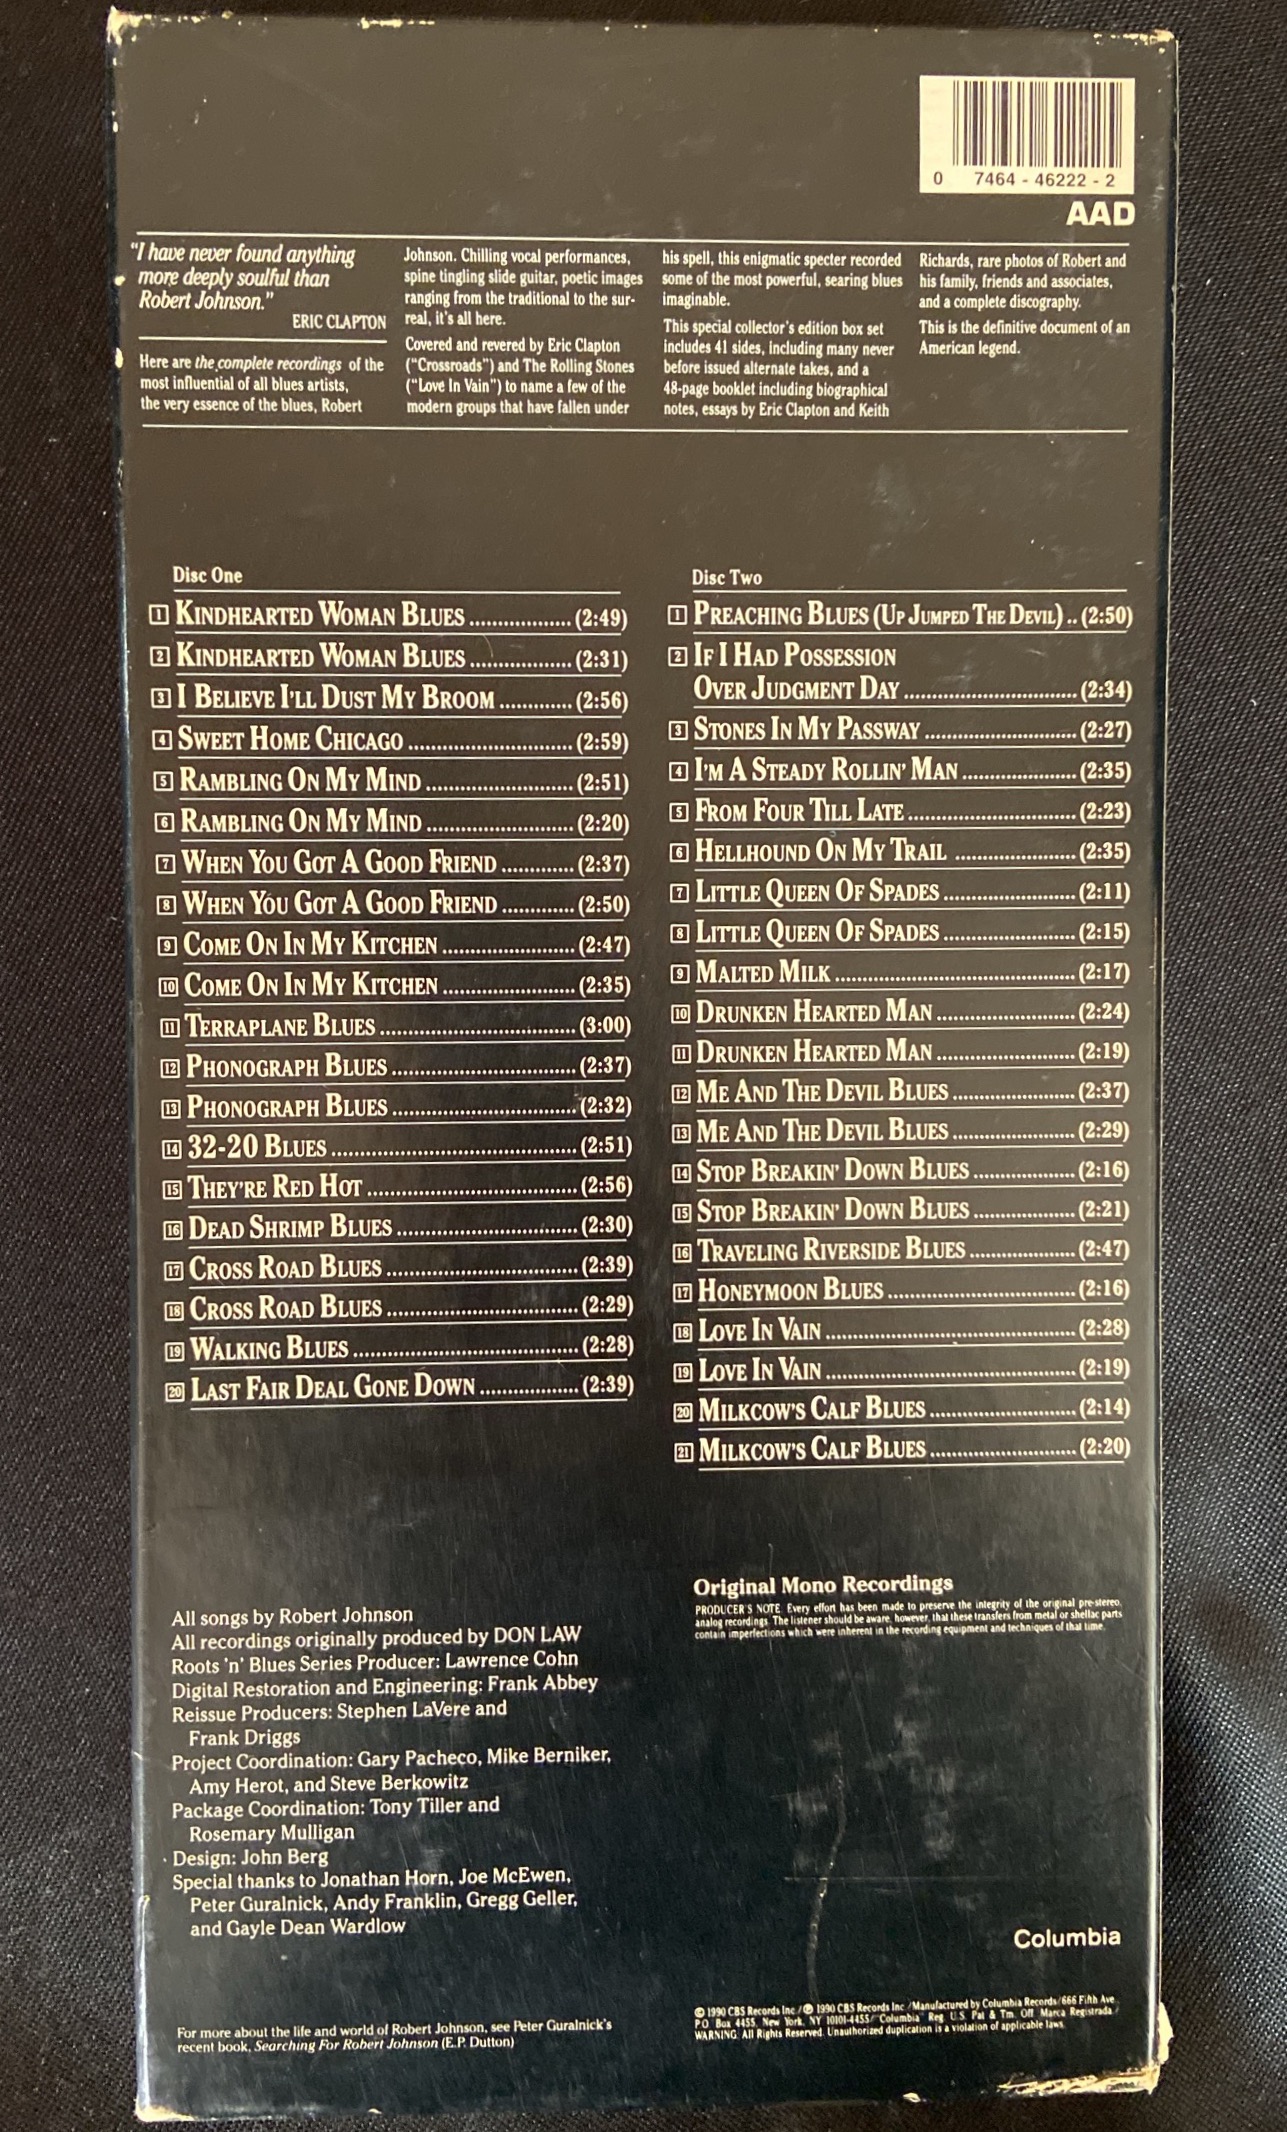 0 7464 - 46222 - 2
AAD
"I have never found anything
more deeply soulful than
Robert Johnson."
ERIC CLAPTON
Here are the complete recordings of the
most influential of all blues artists,
the very essence of the blues, Robert
Johnson. Chilling vocal performances,
spine tingling slide guitar, poetic images
ranging from the traditional to the sur-
real, it's all here.
Covered and revered by Eric Clapton
("Crossroads") and The Rolling Stones
("Love In Vain") to name a few of the
modern groups that have fallen under
his spell, this enigmatic specter recorded
some of the most powerful, searing blues
imaginable.
This special collector's edition box set
includes 41 sides, including many never
before issued alternate takes, and a
48-page booklet including biographical
notes, essays by Eric Clapton and Keith
Richards, rare photos of Robert and
his family, friends and associates,
and a complete discography.
This is the definitive document of an
American legend.
Disc One
1 KINDHEARTED WOMAN BLUES .................. (2:49)
2 KINDHEARTED WOMAN BLUES .................. (2:31)
3 I BELIEVE I'LL DUST MY BROOM ............. (2:56)
4 SWEET HOME CHICAGO ............................ (2:59)
5 RAMBLING ON MY MIND ......................... (2:51)
6 RAMBLING ON MY MIND ......................... (2:20)
7 WHEN YOU GOT A GOOD FRIEND ............. (2:37)
8 WHEN YOU GOT A GOOD FRIEND ............. (2:50)
9 COME ON IN MY KITCHEN ....................... (2:47)
10 COME ON IN MY KITCHEN ....................... (2:35)
11 TERRAPLANE BLUES .................................. (3:00)
12 PHONOGRAPH BLUES ................................ (2:37)
13 PHONOGRAPH BLUES ................................ (2:32)
14 32-20 BLUES .......................................... (2:51)
15 THEY'RE RED HOT .................................... (2:56)
16 DEAD SHRIMP BLUES ............................... (2:30)
17 CROSS ROAD BLUES ................................. (2:39)
18 CROSS ROAD BLUES ................................. (2:29)
19 WALKING BLUES ....................................... (2:28)
20 LAST FAIR DEAL GONE DOWN ................. (2:39)
Disc Two
1 PREACHING BLUES (UP JUMPED THE DEVIL) .. (2:50)
2 IF I HAD POSSESSION
OVER JUDGMENT DAY .............................. (2:34)
3 STONES IN MY PASSWAY .......................... (2:27)
4 I'M A STEADY ROLLIN' MAN .................... (2:35)
5 FROM FOUR TILL LATE ............................. (2:23)
6 HELLHOUND ON MY TRAIL ..................... (2:35)
7 LITTLE QUEEN OF SPADES ....................... (2:11)
8 LITTLE QUEEN OF SPADES ....................... (2:15)
9 MALTED MILK .......................................... (2:17)
10 DRUNKEN HEARTED MAN ........................ (2:24)
11 DRUNKEN HEARTED MAN ........................ (2:19)
12 ME AND THE DEVIL BLUES ..................... (2:37)
13 ME AND THE DEVIL BLUES ..................... (2:29)
14 STOP BREAKIN' DOWN BLUES .................. (2:16)
15 STOP BREAKIN' DOWN BLUES .................. (2:21)
16 TRAVELING RIVERSIDE BLUES .................. (2:47)
17 HONEYMOON BLUES ................................ (2:16)
18 LOVE IN VAIN ........................................... (2:28)
19 LOVE IN VAIN ........................................... (2:19)
20 MILKCOW'S CALF BLUES ......................... (2:14)
21 MILKCOW'S CALF BLUES ......................... (2:20)
All songs by Robert Johnson
All recordings originally produced by DON LAW
Roots 'n' Blues Series Producer: Lawrence Cohn
Digital Restoration and Engineering: Frank Abbey
Reissue Producers: Stephen LaVere and
Frank Driggs
Project Coordination: Gary Pacheco, Mike Berniker,
Amy Herot, and Steve Berkowitz
Package Coordination: Tony Tiller and
Rosemary Mulligan
Design: John Berg
Special thanks to Jonathan Horn, Joe McEwen,
Peter Guralnick, Andy Franklin, Gregg Geller,
and Gayle Dean Wardlow
For more about the life and world of Robert Johnson, see Peter Guralnick's
recent book, Searching For Robert Johnson (E.P. Dutton)
Original Mono Recordings
PRODUCER'S NOTE: Every effort has been made to preserve the integrity of the original pre-stereo,
analog recordings. The listener should be aware, however, that these transfers from metal or shellac parts
contain imperfections which were inherent in the recording equipment and techniques of that time.
Columbia
© 1990 CBS Records Inc./℗ 1990 CBS Records Inc./Manufactured by Columbia Records/666 Fifth Ave.,
P.O. Box 4455, New York, NY 10101-4455/"Columbia" Reg. U.S. Pat. & Tm. Off. Marca Registrada./
WARNING: All Rights Reserved. Unauthorized duplication is a violation of applicable laws.